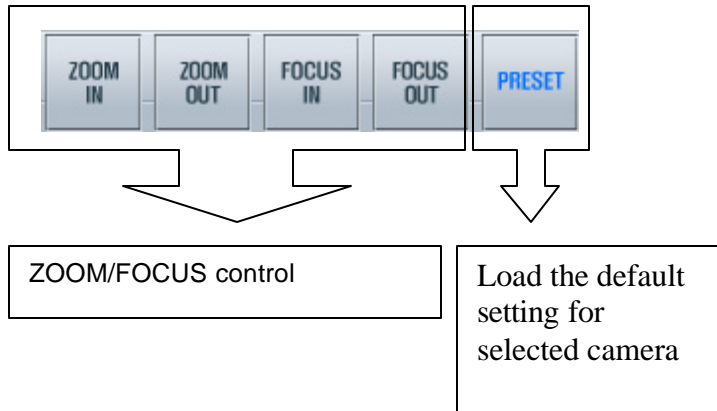 ZOOM
IN
ZOOM
OUT
FOCUS
IN
FOCUS
OUT
PRESET
ZOOM/FOCUS control
Load the default
setting for
selected camera